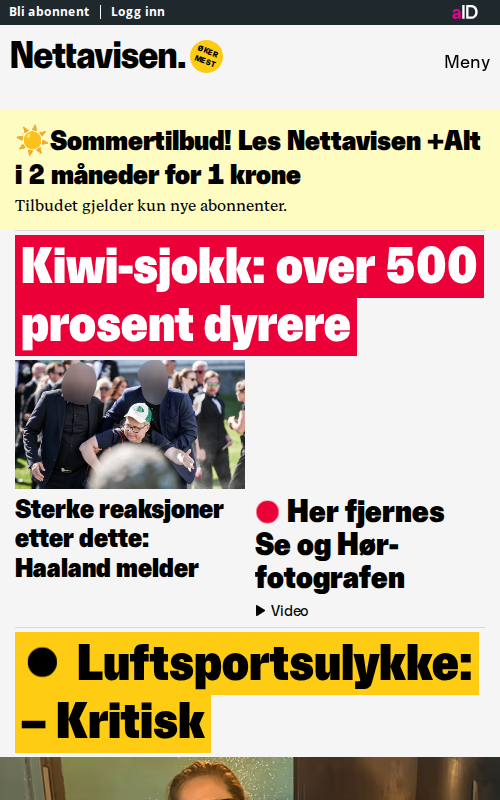 Bli abonnent | Logg inn
aID
Nettavisen.
ØKER
MEST
Meny
☀️Sommertilbud! Les Nettavisen +Alt
i 2 måneder for 1 krone
Tilbudet gjelder kun nye abonnenter.
Kiwi-sjokk: over 500
prosent dyrere
Sterke reaksjoner
etter dette:
Haaland melder
Her fjernes
Se og Hør-
fotografen
Video
Luftsportsulykke:
– Kritisk